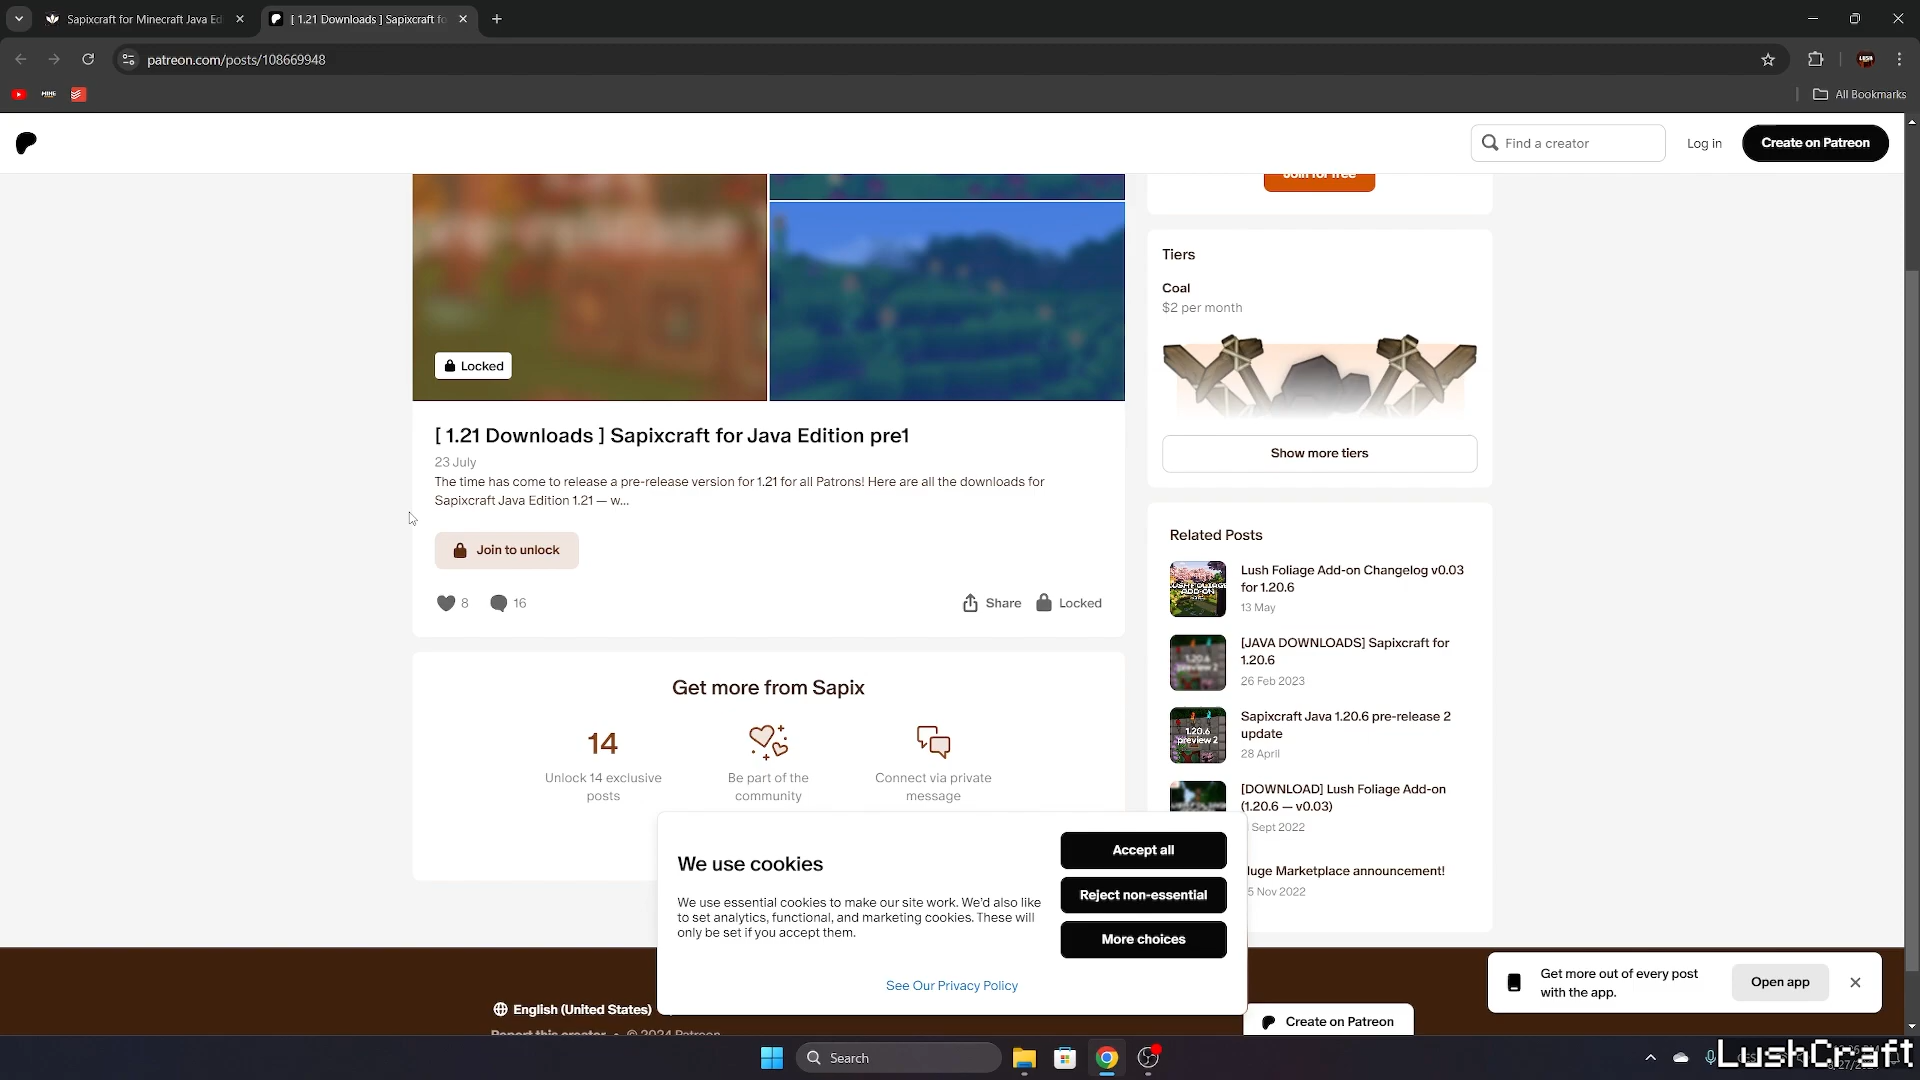 Sapixcraft for Minecraft Java Ed
[ 1.21 Downloads ] Sapixcraft fo
patreon.com/posts/108669948
All Bookmarks
Find a creator
Log in
Create on Patreon
Join for free
Locked
[ 1.21 Downloads ] Sapixcraft for Java Edition pre1
23 July
The time has come to release a pre-release version for 1.21 for all Patrons! Here are all the downloads for
Sapixcraft Java Edition 1.21 — w...
Join to unlock
8
16
Share
Locked
Get more from Sapix
14
Unlock 14 exclusive
posts
Be part of the
community
Connect via private
message
Tiers
Coal
$2 per month
Show more tiers
Related Posts
Lush Foliage Add-on Changelog v0.03
for 1.20.6
13 May
[JAVA DOWNLOADS] Sapixcraft for
1.20.6
26 Feb 2023
Sapixcraft Java 1.20.6 pre-release 2
update
28 April
[DOWNLOAD] Lush Foliage Add-on
(1.20.6 — v0.03)
Sept 2022
uge Marketplace announcement!
5 Nov 2022
We use cookies
We use essential cookies to make our site work. We'd also like
to set analytics, functional, and marketing cookies. These will
only be set if you accept them.
Accept all
Reject non-essential
More choices
See Our Privacy Policy
Get more out of every post
with the app.
Open app
English (United States)
Report this creator • © 2024 Patreon
Create on Patreon
Search
LushCraft